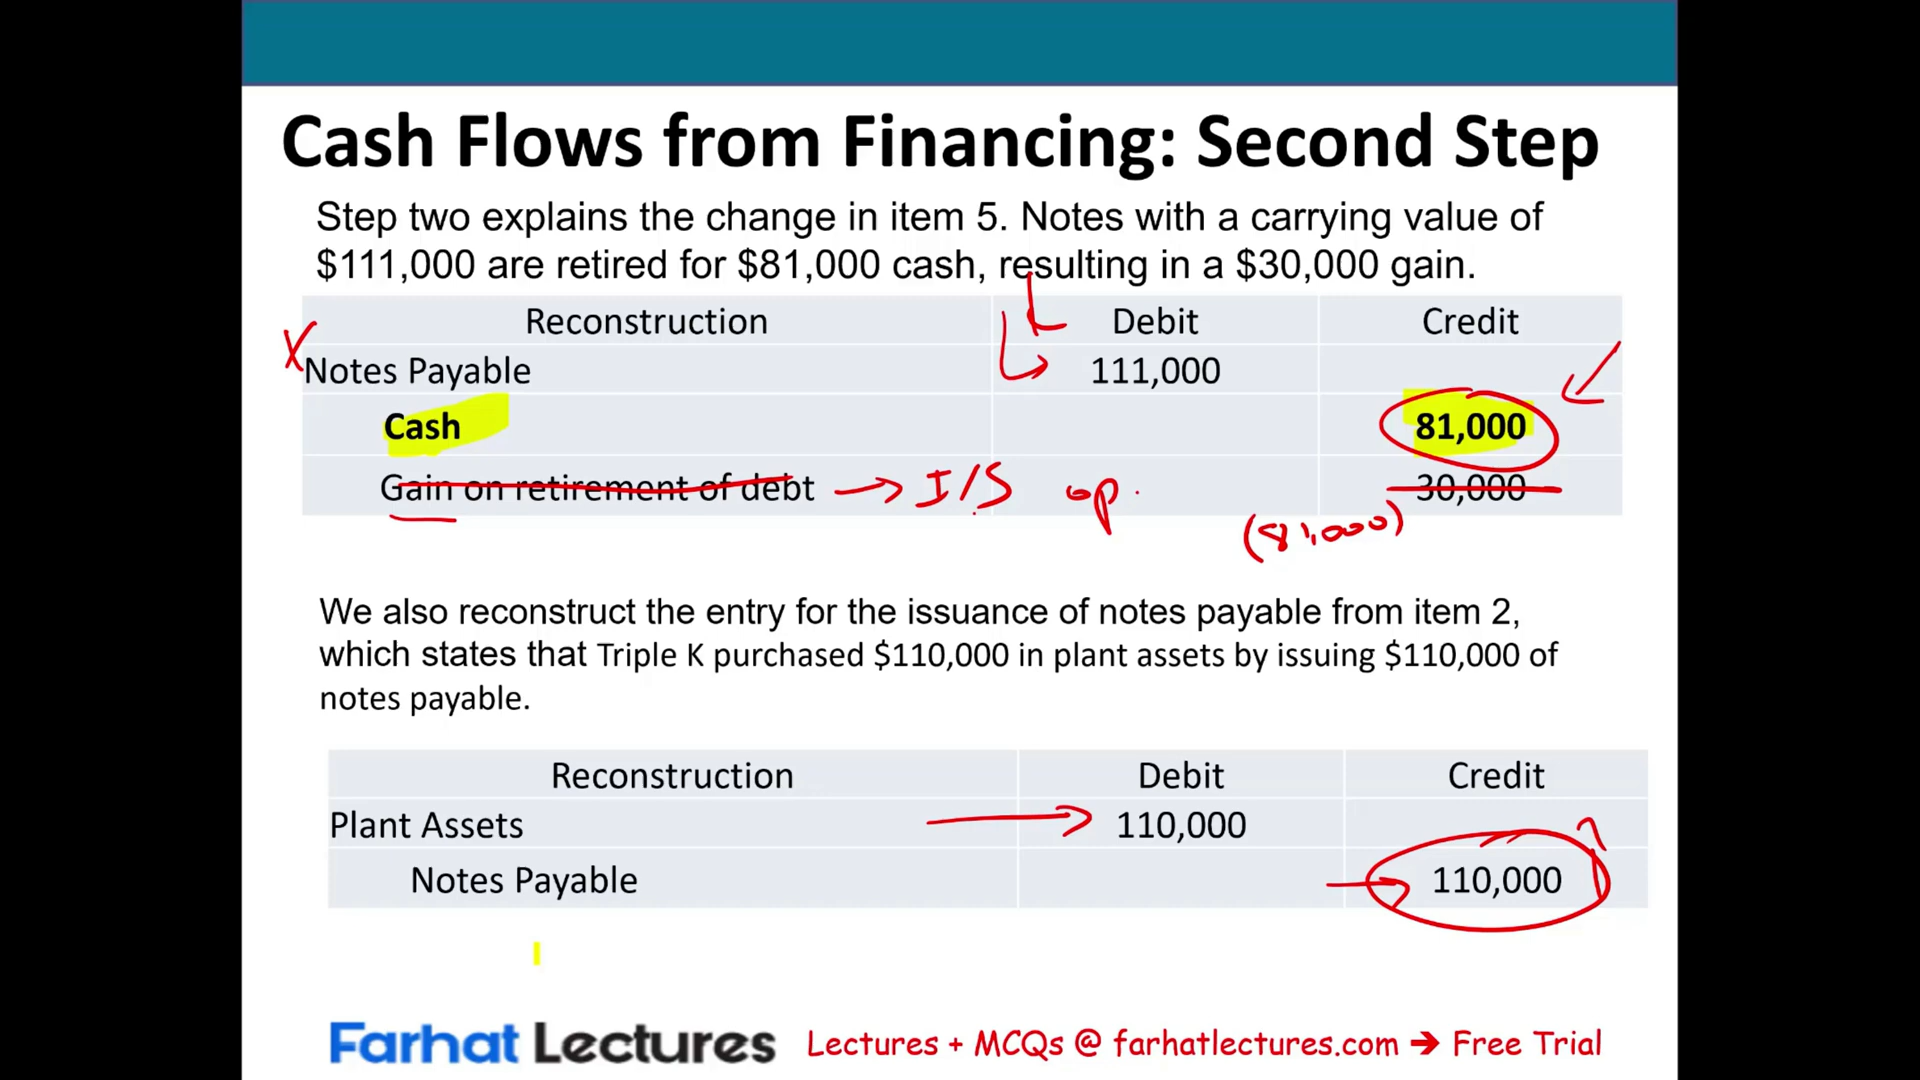 Cash Flows from Financing: Second Step
Step two explains the change in item 5. Notes with a carrying value of
$111,000 are retired for $81,000 cash, resulting in a $30,000 gain.
Reconstruction Debit Credit
Notes Payable 111,000
Cash 81,000
Gain on retirement of debt → I/S op. 30,000
(81,000)
We also reconstruct the entry for the issuance of notes payable from item 2,
which states that Triple K purchased $110,000 in plant assets by issuing $110,000 of
notes payable.
Reconstruction Debit Credit
Plant Assets 110,000
Notes Payable 110,000
Farhat Lectures Lectures + MCQs @ farhatlectures.com → Free Trial